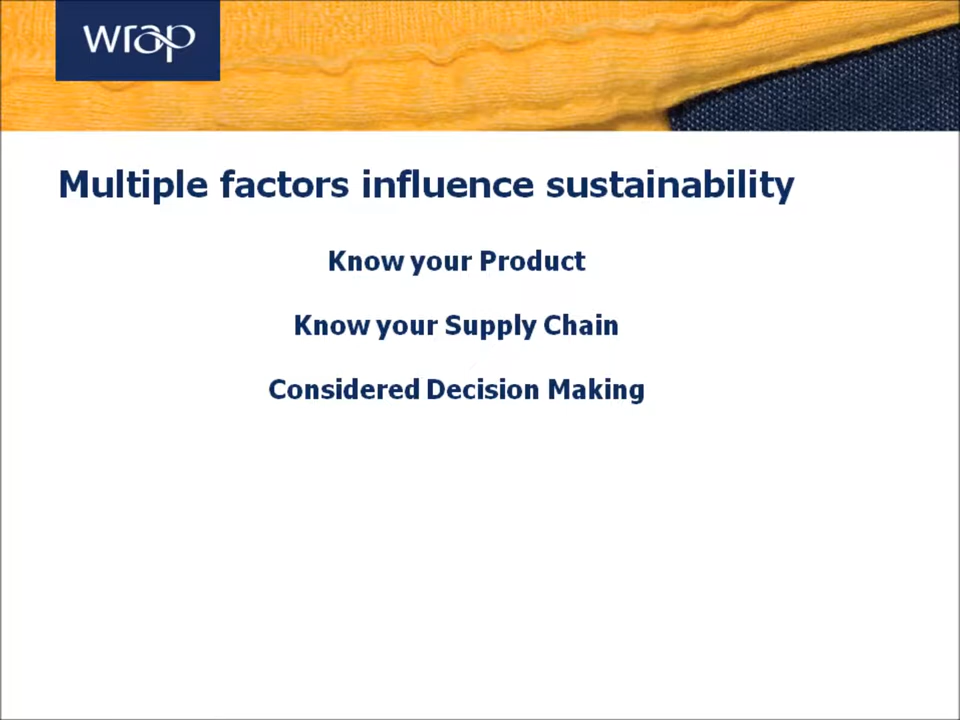 wrap
Multiple factors influence sustainability
Know your Product
Know your Supply Chain
Considered Decision Making